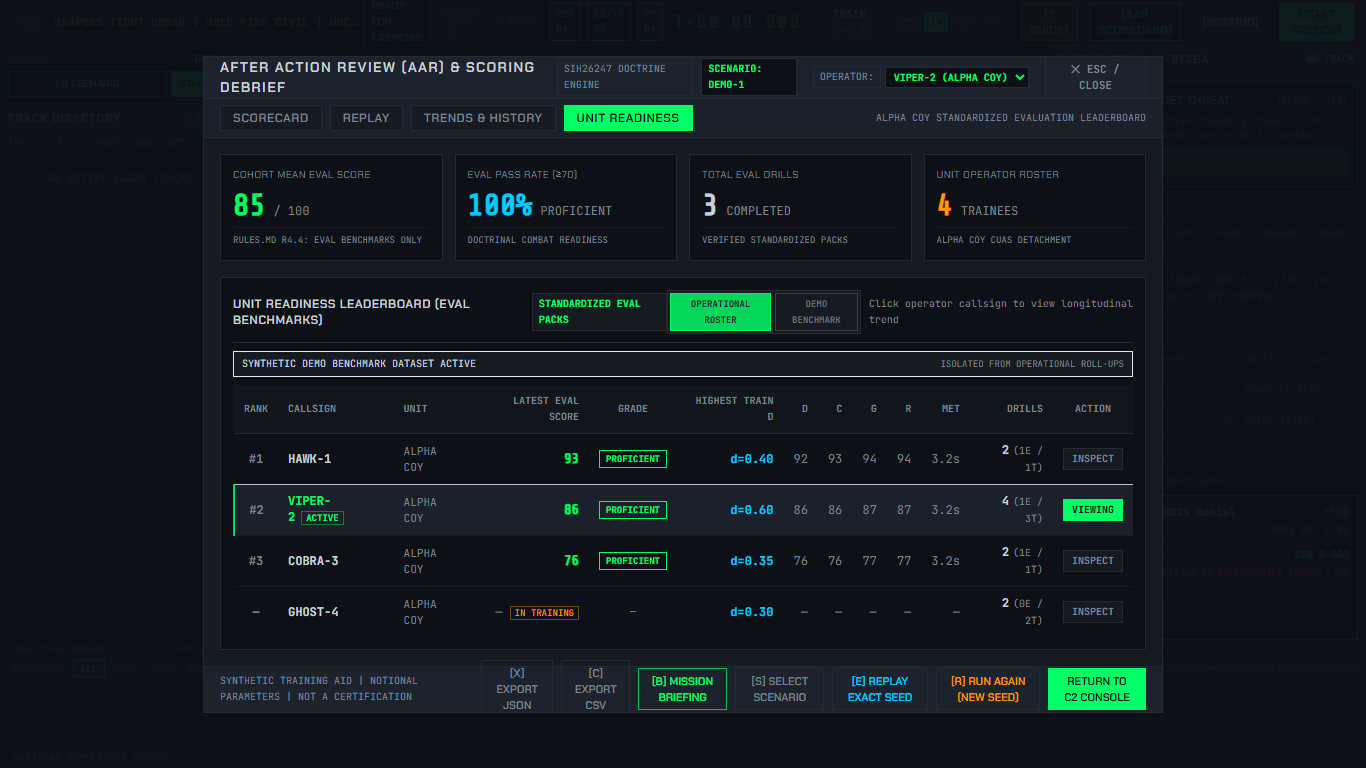 AFTER ACTION REVIEW (AAR) & SCORING
DEBRIEF
SIH26247 DOCTRINE
ENGINE
SCENARIO:
DEMO-1
OPERATOR:
VIPER-2 (ALPHA COY)
✕ ESC /
CLOSE
SCORECARD
REPLAY
TRENDS & HISTORY
UNIT READINESS
ALPHA COY STANDARDIZED EVALUATION LEADERBOARD
COHORT MEAN EVAL SCORE
85 / 100
RULES.MD R4.4: EVAL BENCHMARKS ONLY
EVAL PASS RATE (≥70)
100% PROFICIENT
DOCTRINAL COMBAT READINESS
TOTAL EVAL DRILLS
3 COMPLETED
VERIFIED STANDARDIZED PACKS
UNIT OPERATOR ROSTER
4 TRAINEES
ALPHA COY CUAS DETACHMENT
UNIT READINESS LEADERBOARD (EVAL
BENCHMARKS)
STANDARDIZED EVAL
PACKS
OPERATIONAL
ROSTER
DEMO
BENCHMARK
Click operator callsign to view longitudinal
trend
SYNTHETIC DEMO BENCHMARK DATASET ACTIVE
ISOLATED FROM OPERATIONAL ROLL-UPS
RANK CALLSIGN UNIT LATEST EVAL SCORE GRADE HIGHEST TRAIN D D C G R MET DRILLS ACTION
#1 HAWK-1 ALPHA COY 93 PROFICIENT d=0.40 92 93 94 94 3.2s 2 (1E / 1T) INSPECT
#2 VIPER-2 ACTIVE ALPHA COY 86 PROFICIENT d=0.60 86 86 87 87 3.2s 4 (1E / 3T) VIEWING
#3 COBRA-3 ALPHA COY 76 PROFICIENT d=0.35 76 76 77 77 3.2s 2 (1E / 1T) INSPECT
— GHOST-4 ALPHA COY — IN TRAINING — d=0.30 — — — — — 2 (0E / 2T) INSPECT
SYNTHETIC TRAINING AID | NOTIONAL
PARAMETERS | NOT A CERTIFICATION
[X]
EXPORT
JSON
[C]
EXPORT
CSV
[B] MISSION
BRIEFING
[S] SELECT
SCENARIO
[E] REPLAY
EXACT SEED
[R] RUN AGAIN
(NEW SEED)
RETURN TO
C2 CONSOLE